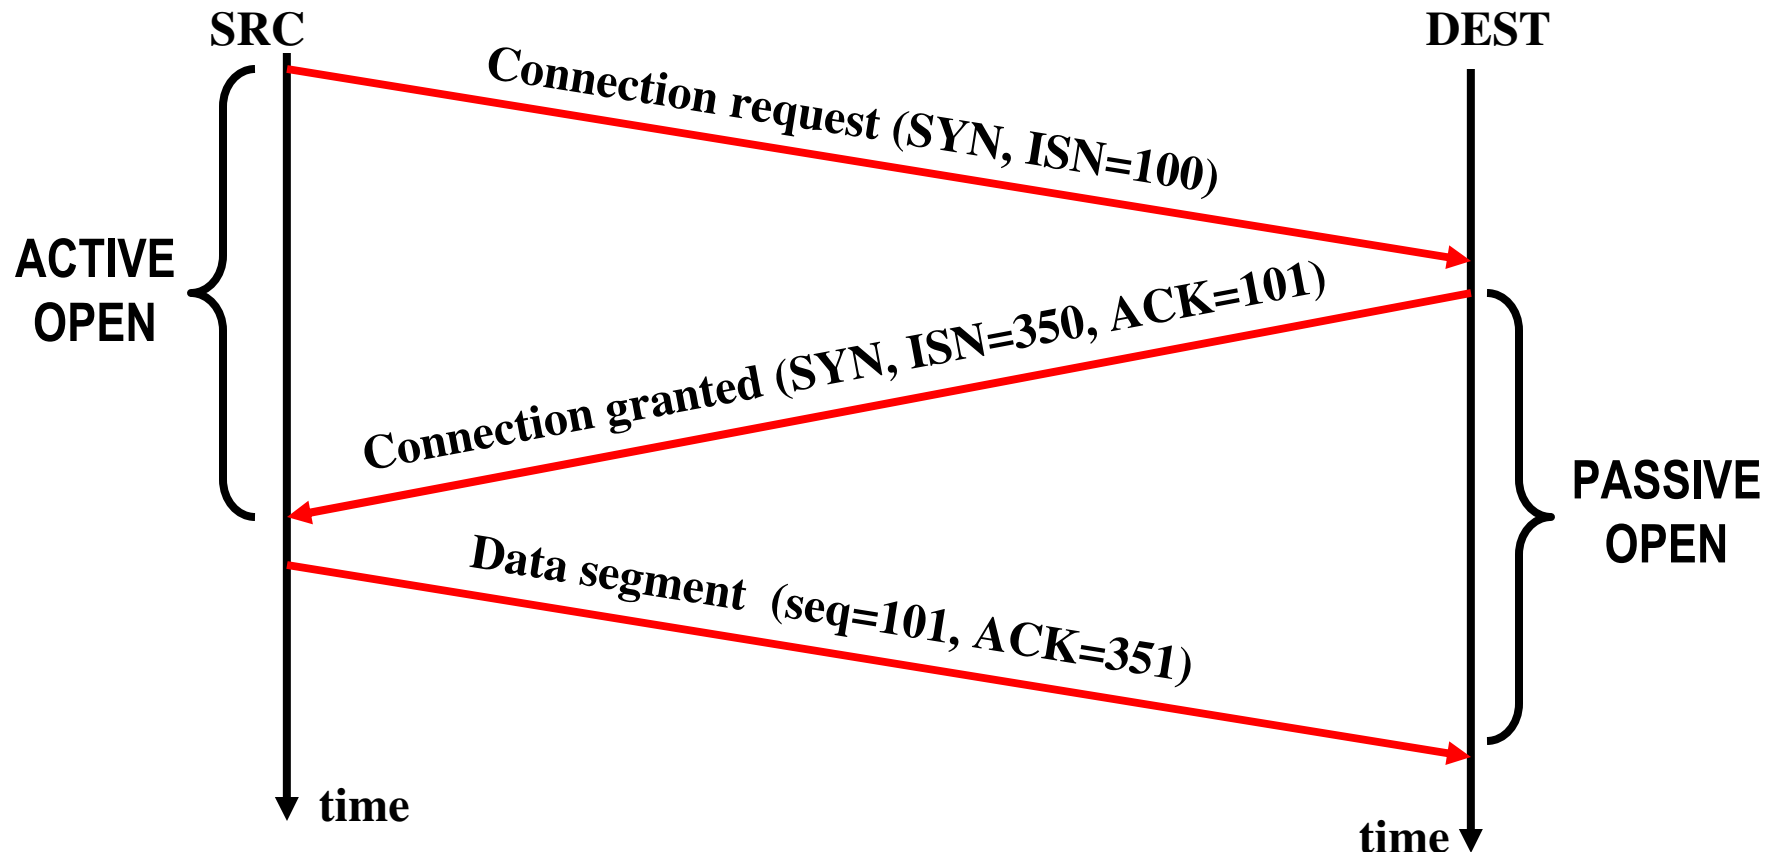 SRC
DEST
Connection request (SYN, ISN=100)
ACTIVE
OPEN
Connection granted (SYN, ISN=350, ACK=101)
PASSIVE
OPEN
Data segment (seq=101, ACK=351)
time
time